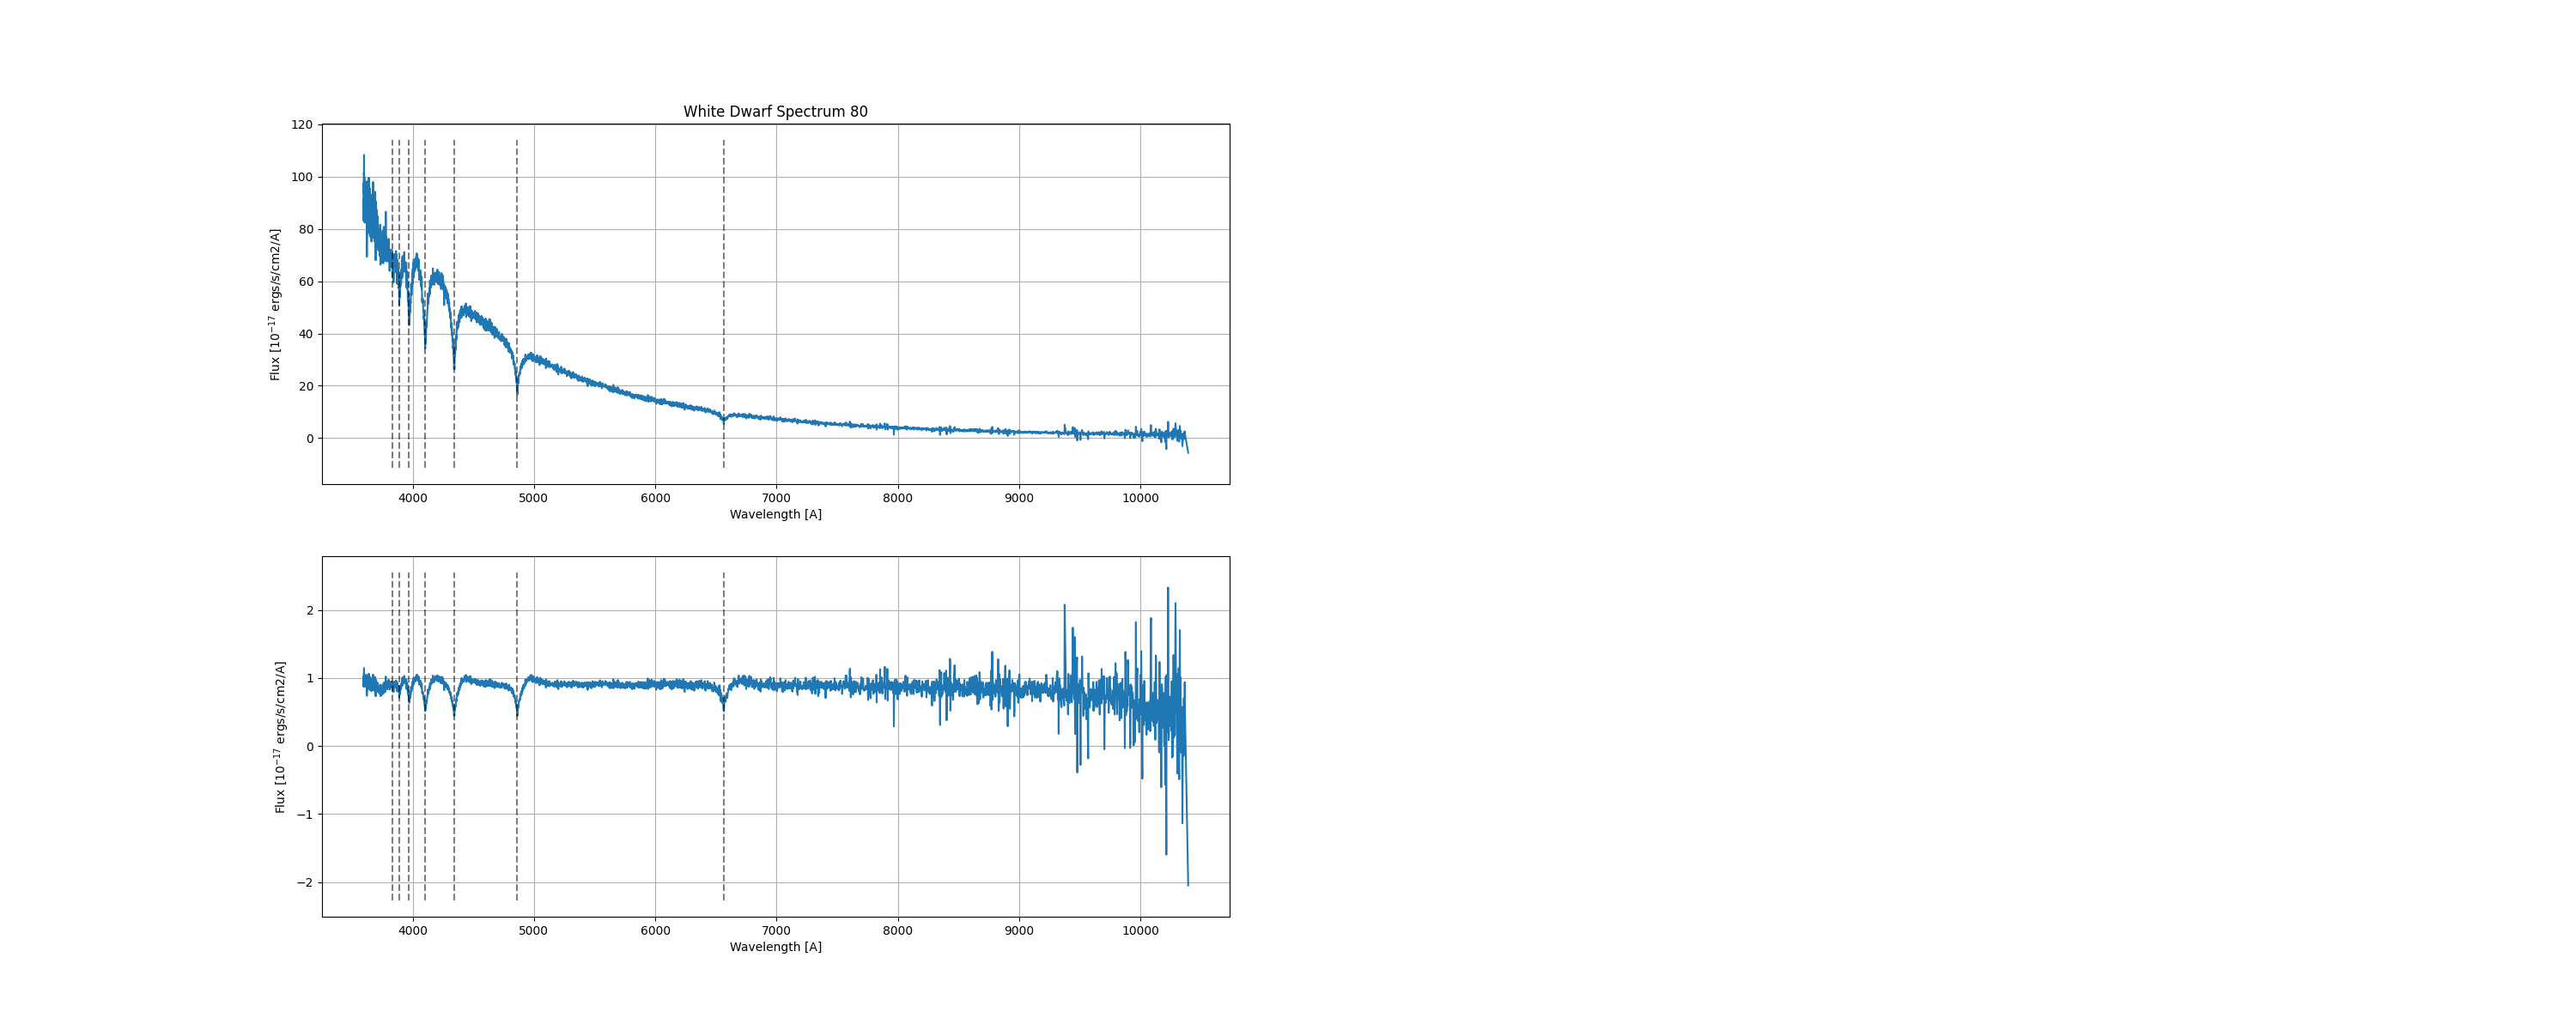 White Dwarf Spectrum 80
120
100
80
60
40
20
0
Flux [10⁻¹⁷ ergs/s/cm2/A]
4000 5000 6000 7000 8000 9000 10000
Wavelength [A]
2
1
0
−1
−2
Flux [10⁻¹⁷ ergs/s/cm2/A]
4000 5000 6000 7000 8000 9000 10000
Wavelength [A]